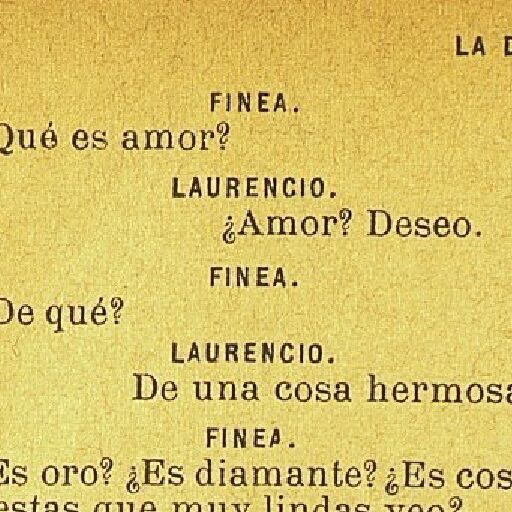 LA
FINEA.
Qué es amor?
LAURENCIO.
¿Amor? Deseo.
FINEA.
De qué?
LAURENCIO.
De una cosa hermosa
FINEA.
Es oro? ¿Es diamante? ¿Es cos
estas que muy lindas veo?